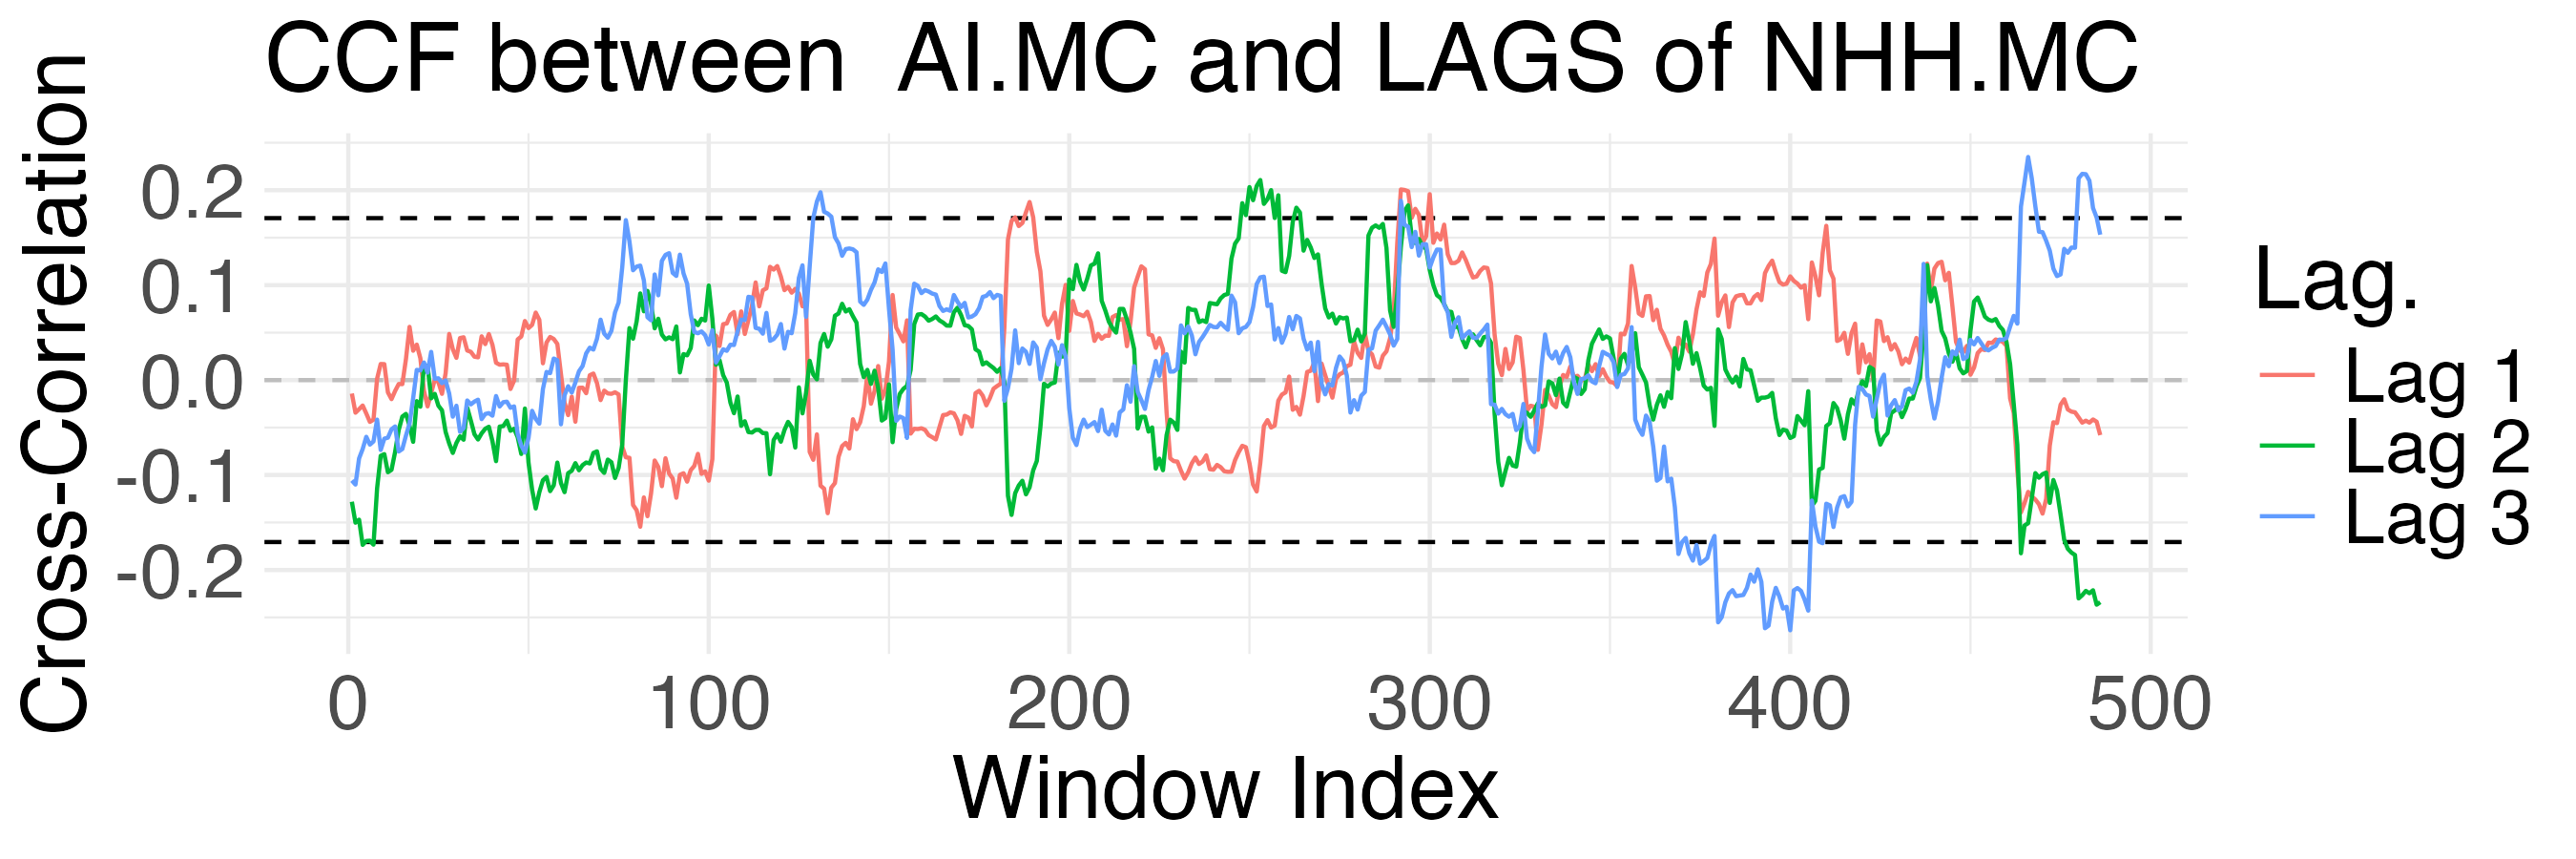 CCF between  AI.MC and LAGS of NHH.MC
Cross-Correlation
0.2
0.1
0.0
-0.1
-0.2
0 100 200 300 400 500
Window Index
Lag.
Lag 1
Lag 2
Lag 3